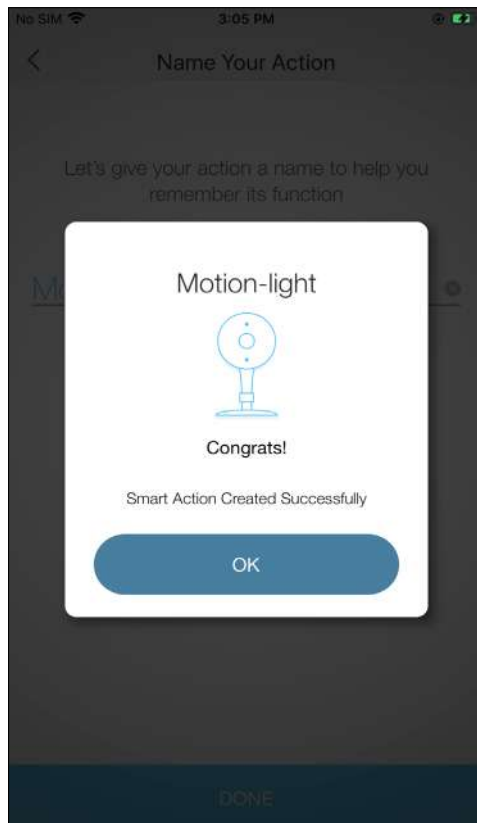 No SIM 3:05 PM
Name Your Action
Let's give your action a name to help you
remember its function
Mo
Motion-light
Congrats!
Smart Action Created Successfully
OK
DONE